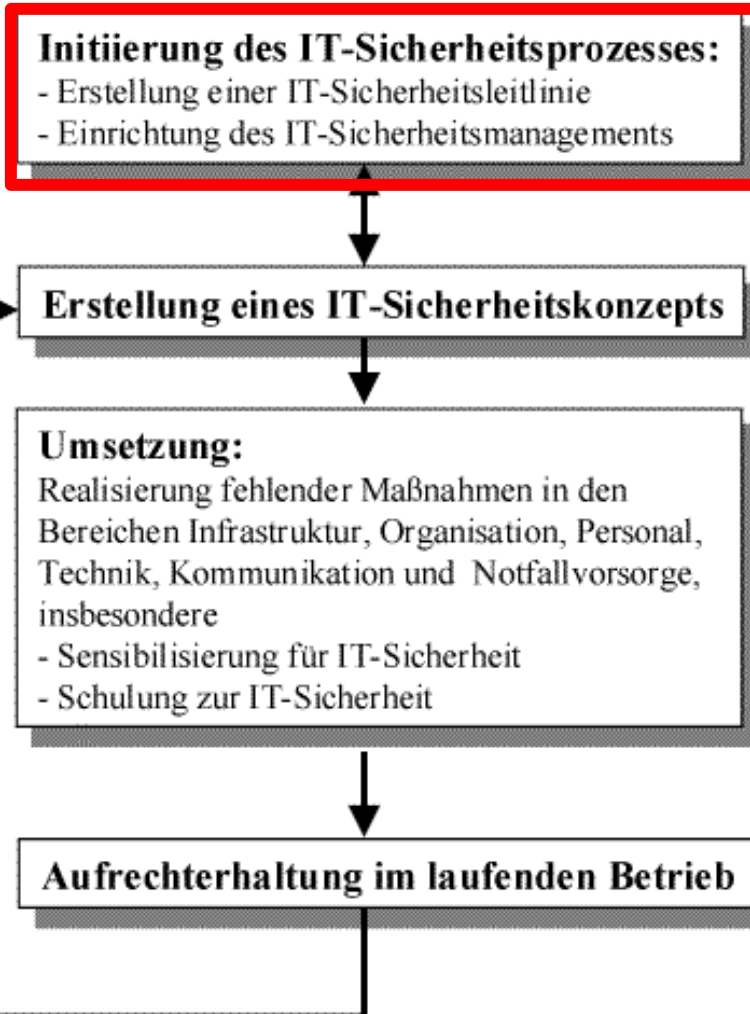 Initiierung des IT-Sicherheitsprozesses:
- Erstellung einer IT-Sicherheitsleitlinie
- Einrichtung des IT-Sicherheitsmanagements
Erstellung eines IT-Sicherheitskonzepts
Umsetzung:
Realisierung fehlender Maßnahmen in den
Bereichen Infrastruktur, Organisation, Personal,
Technik, Kommunikation und Notfallvorsorge,
insbesondere
- Sensibilisierung für IT-Sicherheit
- Schulung zur IT-Sicherheit
Aufrechterhaltung im laufenden Betrieb